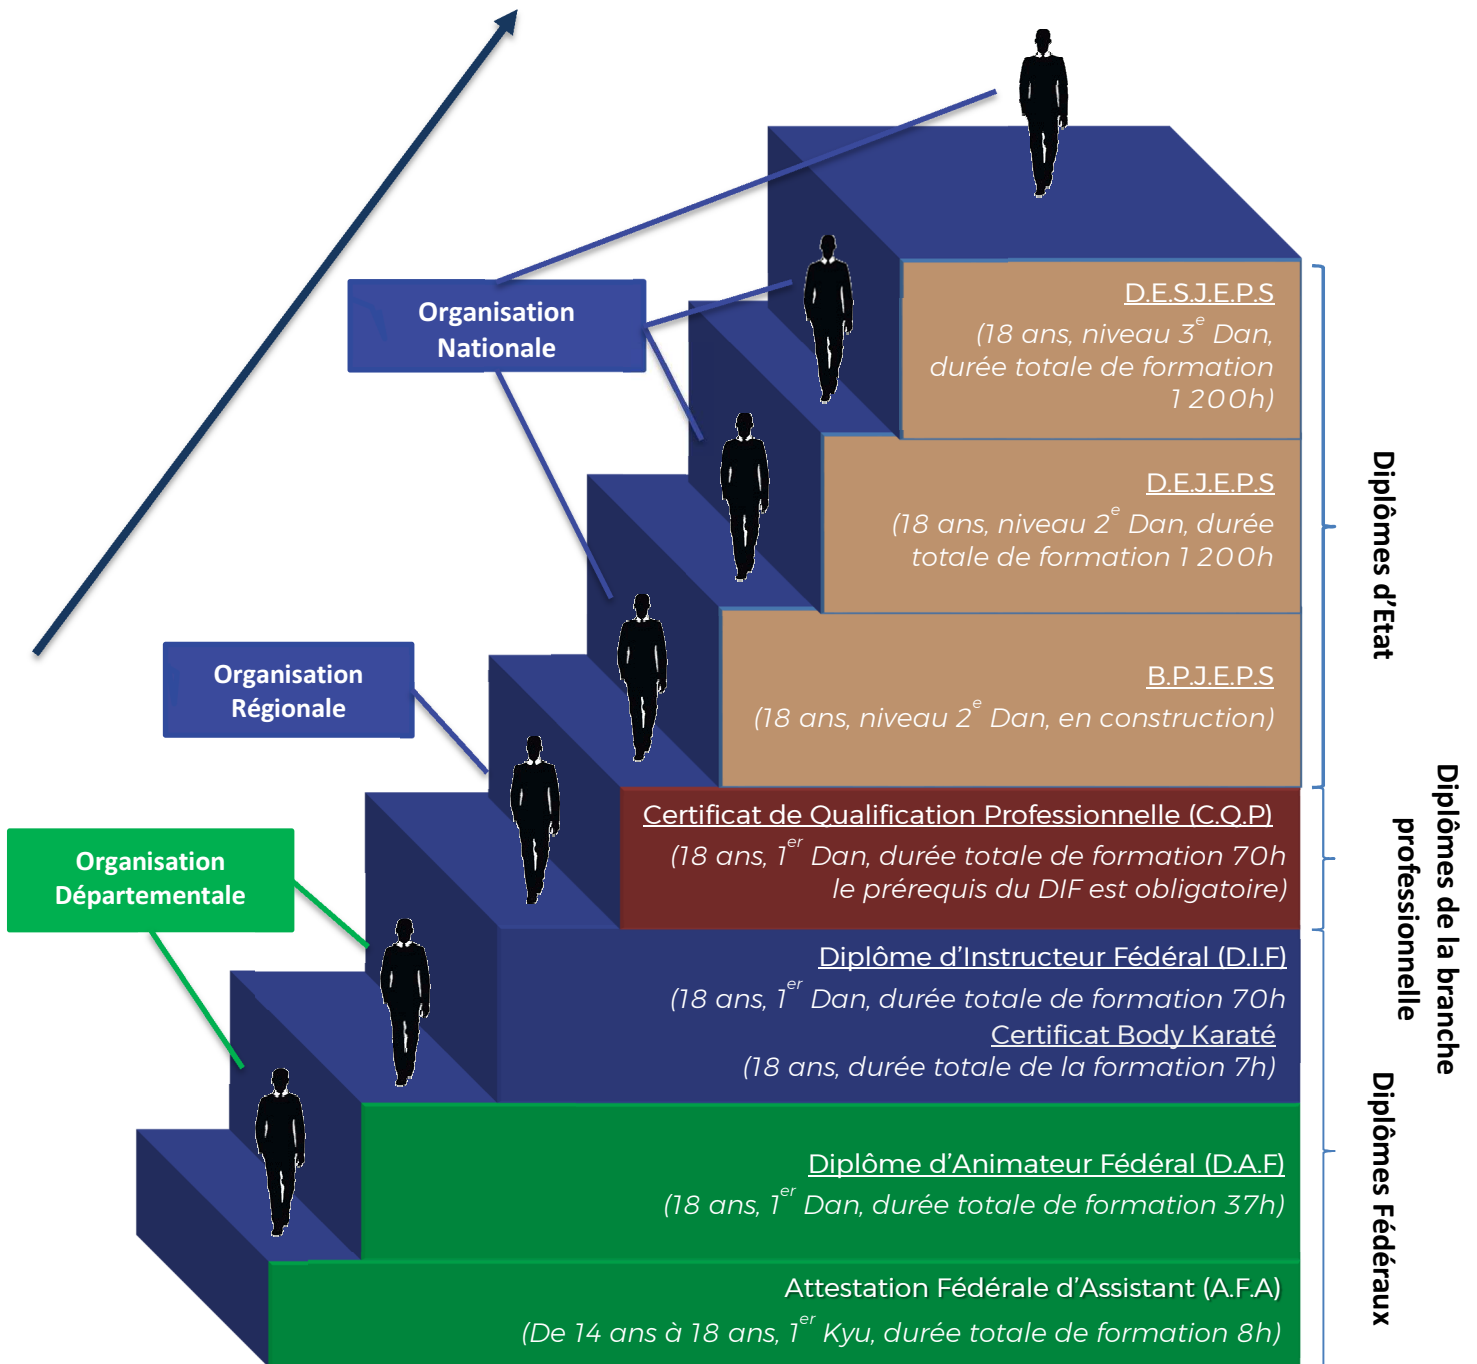 Organisation
Nationale
D.E.S.J.E.P.S
(18 ans, niveau 3e Dan,
durée totale de formation
1 200h)
D.E.J.E.P.S
(18 ans, niveau 2e Dan, durée
totale de formation 1 200h
Diplômes d’Etat
Organisation
Régionale
B.P.J.E.P.S
(18 ans, niveau 2e Dan, en construction)
Certificat de Qualification Professionnelle (C.Q.P)
(18 ans, 1er Dan, durée totale de formation 70h
le prérequis du DIF est obligatoire)
Diplômes de la branche
professionnelle
Organisation
Départementale
Diplôme d’Instructeur Fédéral (D.I.F)
(18 ans, 1er Dan, durée totale de formation 70h
Certificat Body Karaté
(18 ans, durée totale de la formation 7h)
Diplôme d’Animateur Fédéral (D.A.F)
(18 ans, 1er Dan, durée totale de formation 37h)
Attestation Fédérale d’Assistant (A.F.A)
(De 14 ans à 18 ans, 1er Kyu, durée totale de formation 8h)
Diplômes Fédéraux